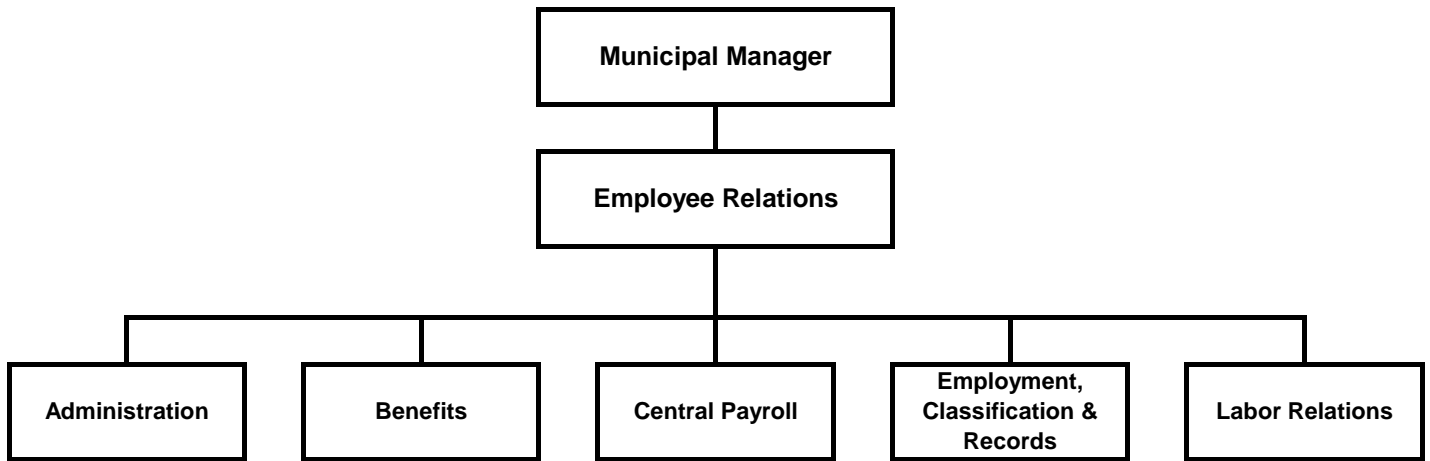 Municipal Manager
Employee Relations
Administration
Benefits
Central Payroll
Employment,
Classification &
Records
Labor Relations